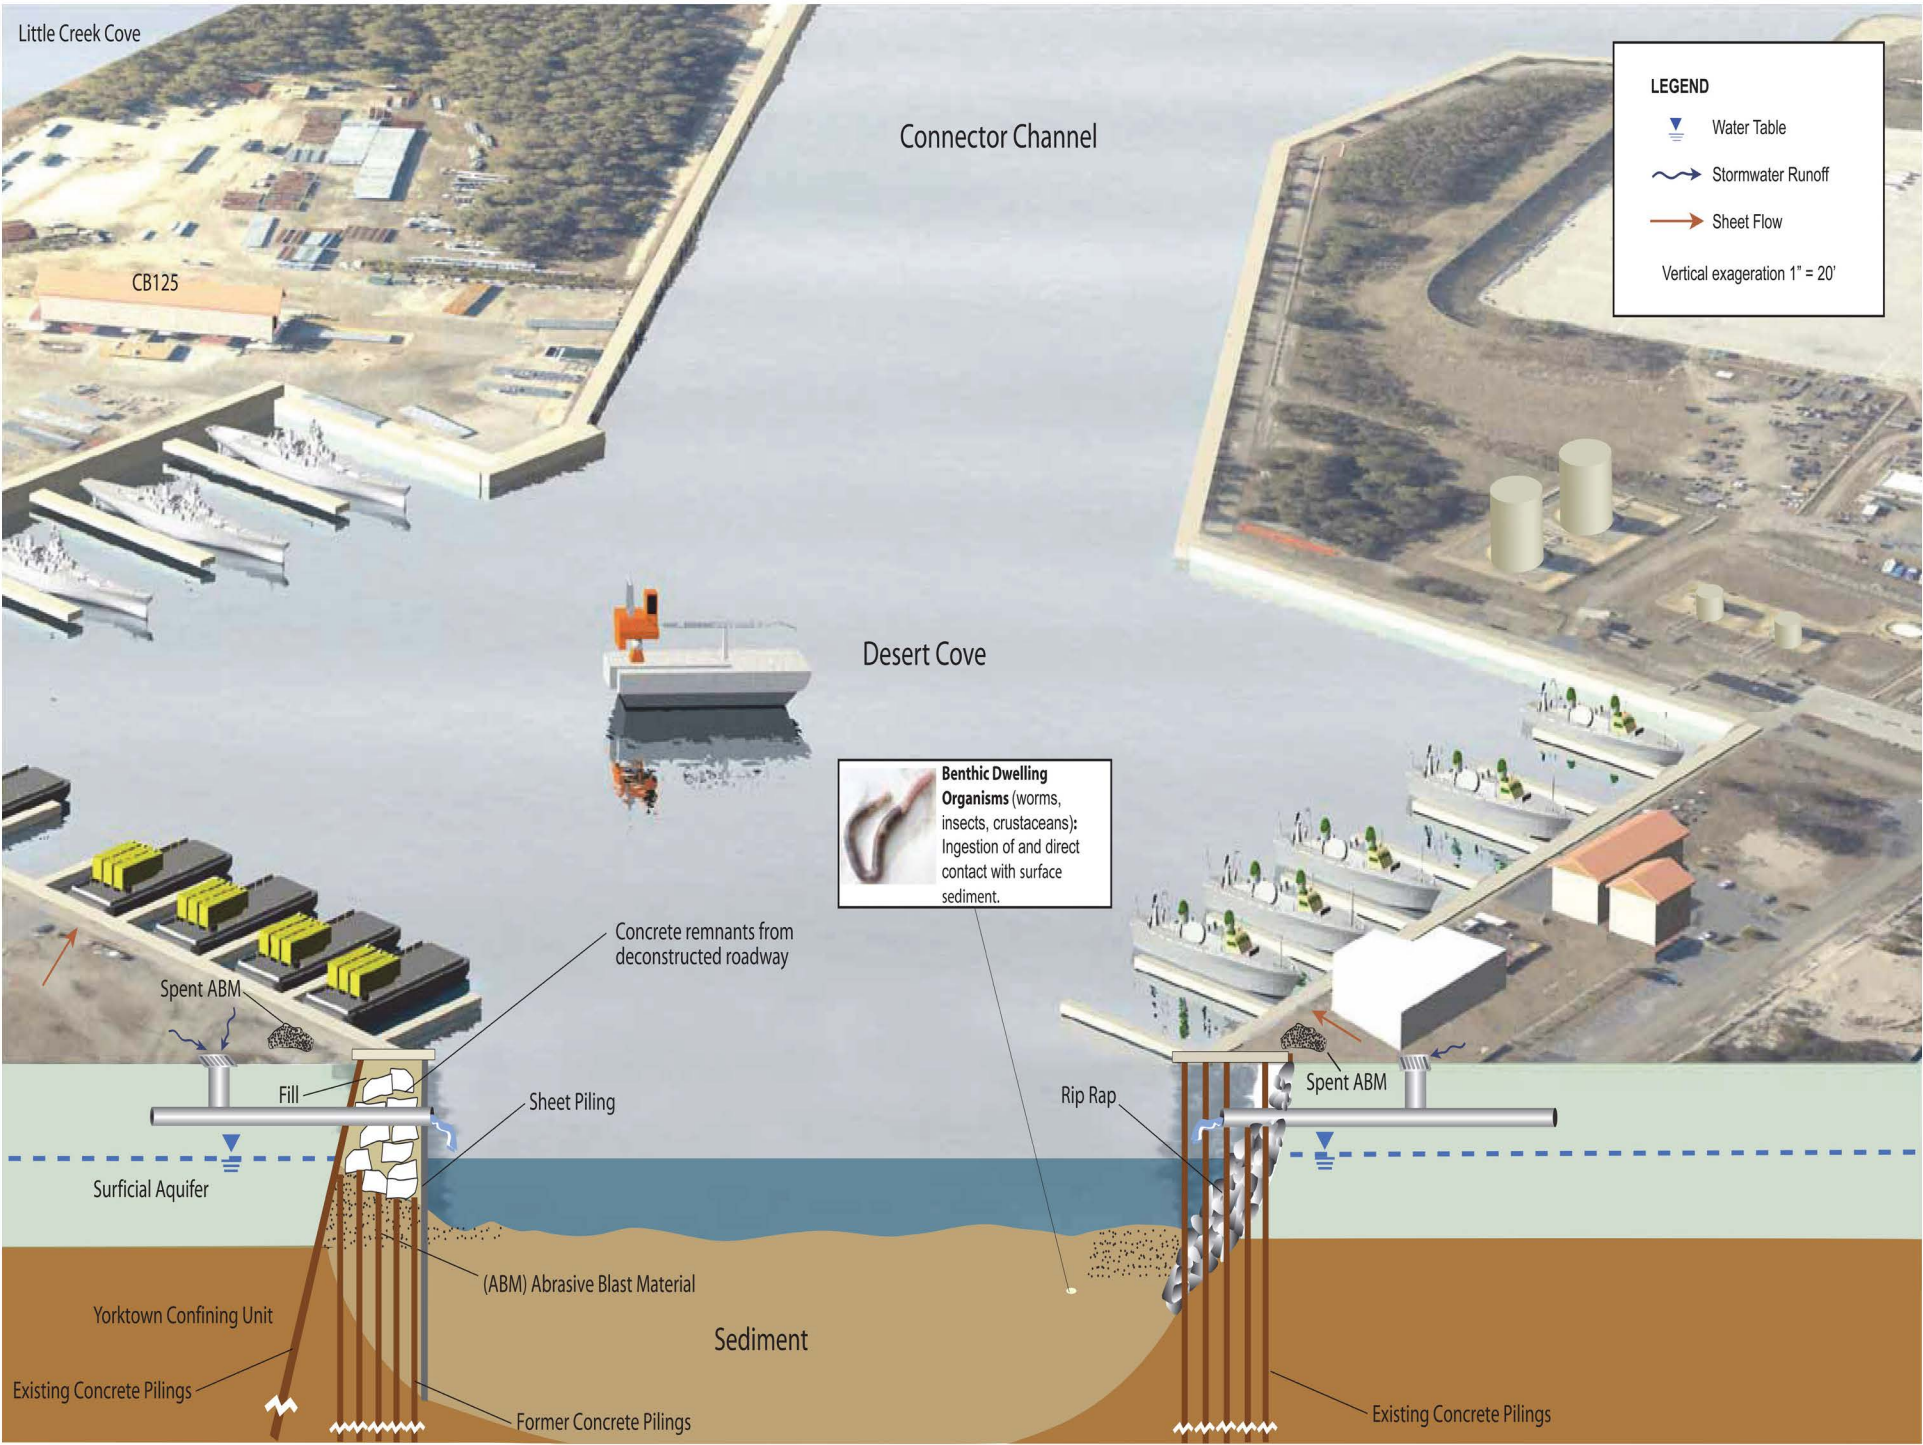 Little Creek Cove
LEGEND
Water Table
Stormwater Runoff
Sheet Flow
Vertical exageration 1" = 20'
Connector Channel
CB125
Desert Cove
Benthic Dwelling
Organisms (worms,
insects, crustaceans):
Ingestion of and direct
contact with surface
sediment.
Concrete remnants from
deconstructed roadway
Spent ABM
Spent ABM
Fill
Sheet Piling
Rip Rap
Surficial Aquifer
(ABM) Abrasive Blast Material
Yorktown Confining Unit
Sediment
Existing Concrete Pilings
Former Concrete Pilings
Existing Concrete Pilings